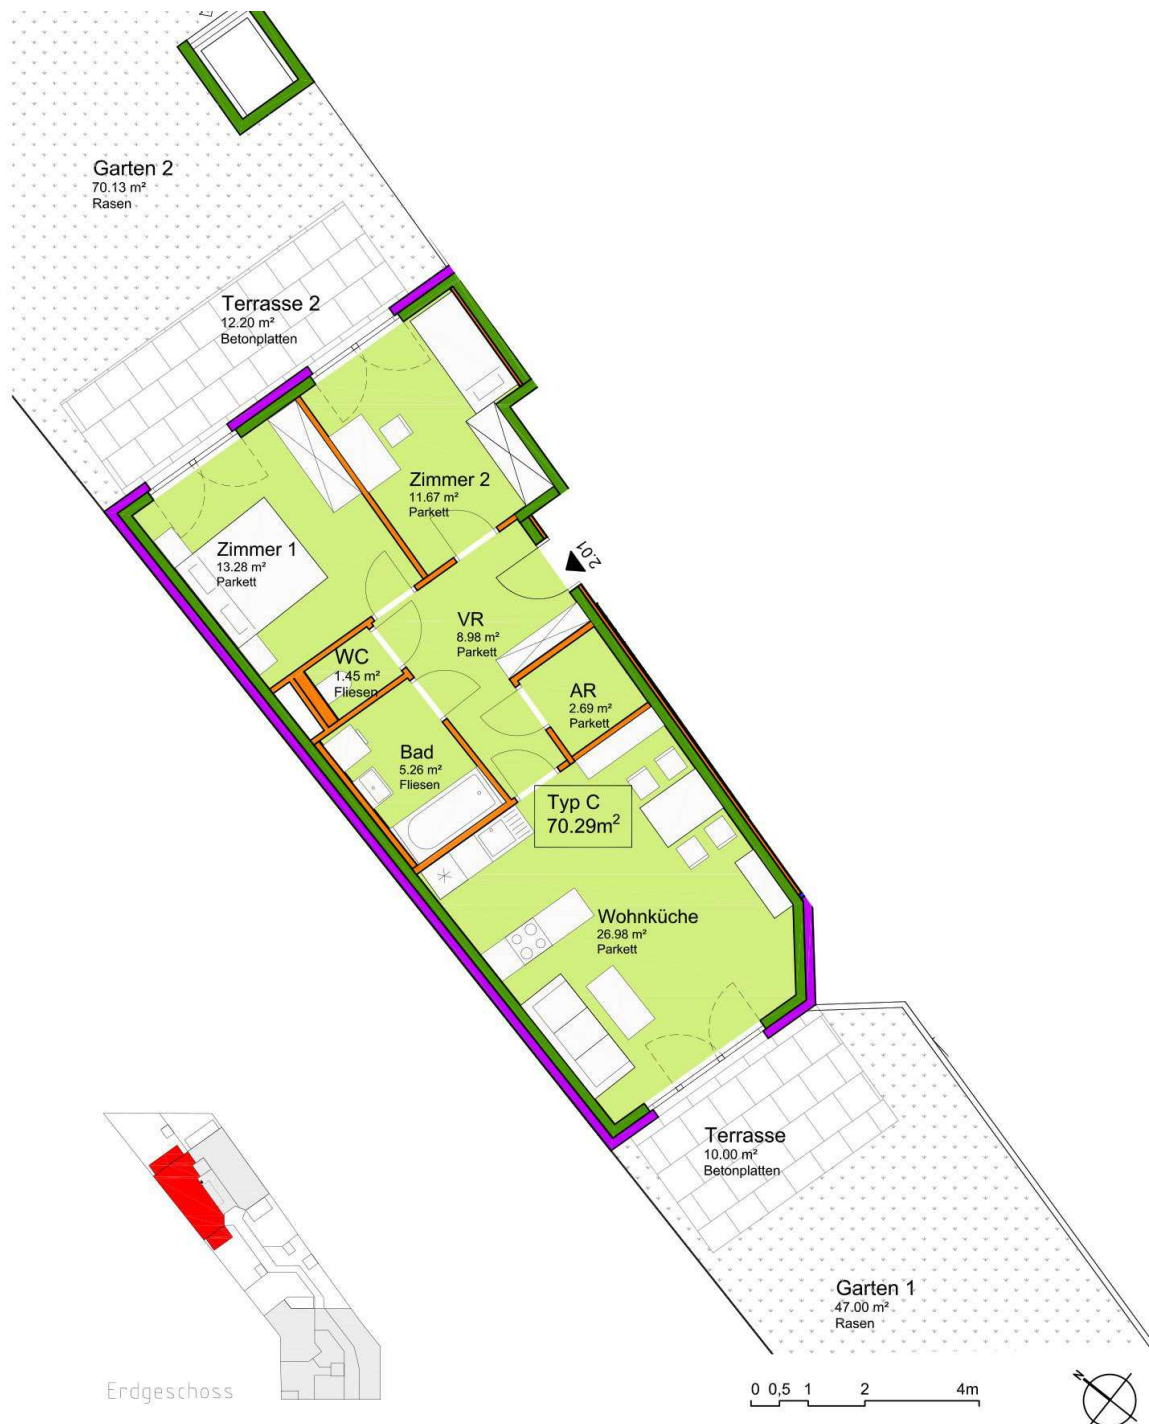 Garten 2
70.13 m²
Rasen
Terrasse 2
12.20 m²
Betonplatten
Zimmer 2
11.67 m²
Parkett
Zimmer 1
13.28 m²
Parkett
2.01
VR
8.98 m²
Parkett
WC
1.45 m²
Fliesen
AR
2.69 m²
Parkett
Bad
5.26 m²
Fliesen
Typ C
70.29m²
Wohnküche
26.98 m²
Parkett
Terrasse
10.00 m²
Betonplatten
Garten 1
47.00 m²
Rasen
Erdgeschoss
0 0,5 1 2 4m
N